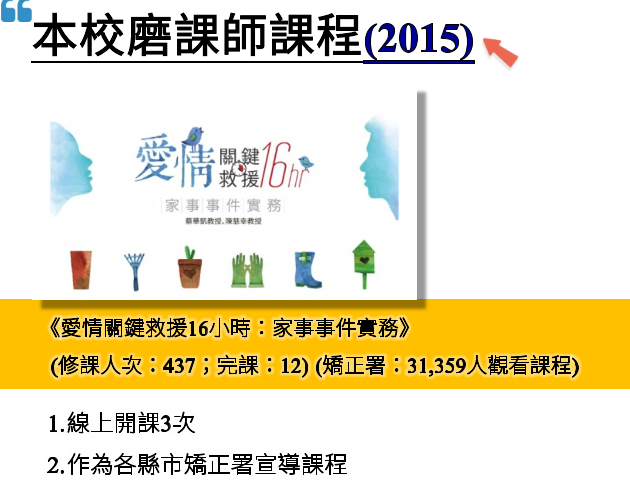 本校磨課師課程(2015)
愛情關鍵救援16hr
家事事件實務
蔡華凱教授、陳慈幸教授
《愛情關鍵救援16小時：家事事件實務》
(修課人次：437；完課：12) (矯正署：31,359人觀看課程)
1.線上開課3次
2.作為各縣市矯正署宣導課程